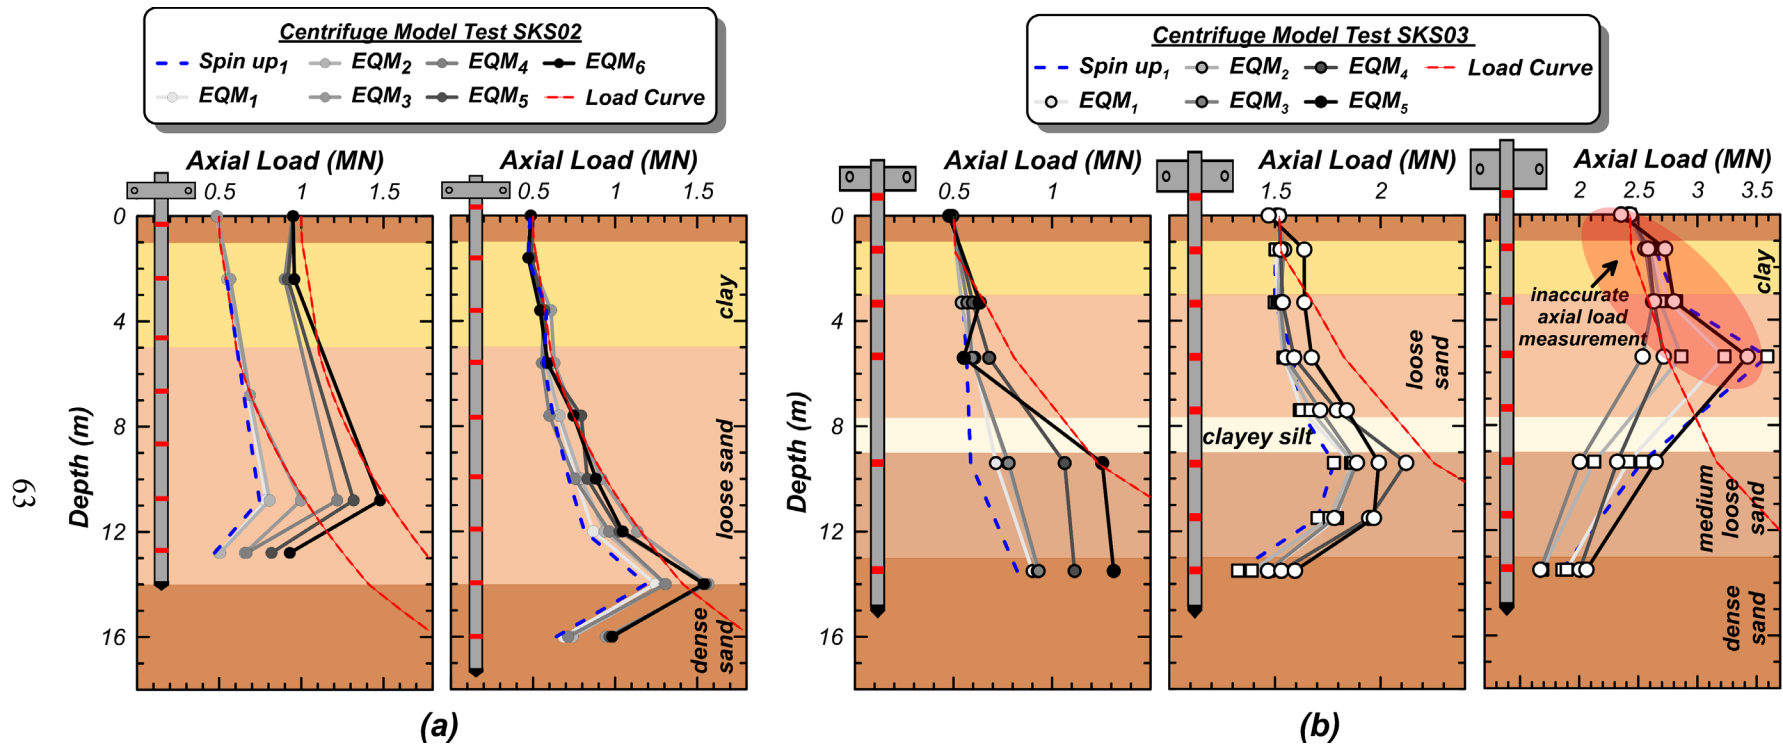 Centrifuge Model Test SKS02
Spin up1 EQM2 EQM4 EQM6
EQM1 EQM3 EQM5 Load Curve
Centrifuge Model Test SKS03
Spin up1 EQM2 EQM4 Load Curve
EQM1 EQM3 EQM5
Axial Load (MN)
0.5 1 1.5
Axial Load (MN)
0.5 1 1.5
Depth (m)
0
4
8
12
16
clay
loose sand
dense
sand
(a)
Axial Load (MN)
0.5 1
Axial Load (MN)
1.5 2
Axial Load (MN)
2 2.5 3 3.5
Depth (m)
0
4
8
12
16
clayey silt
loose
sand
inaccurate
axial load
measurement
clay
medium
loose
sand
dense
sand
(b)
63